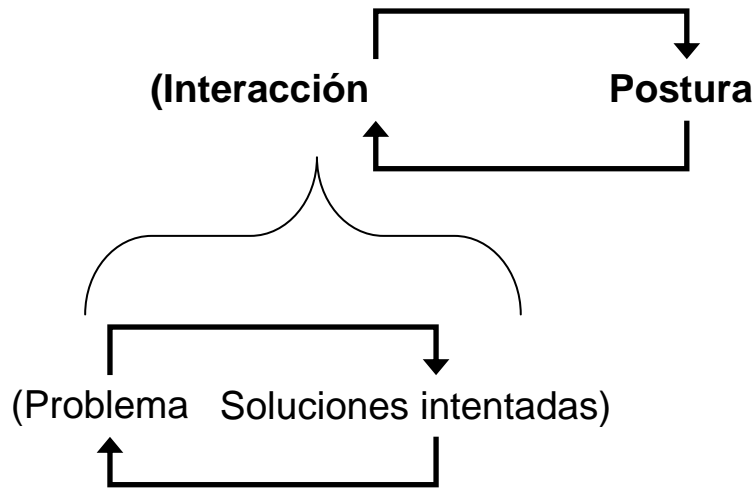 (Interacción Postura
(Problema Soluciones intentadas)